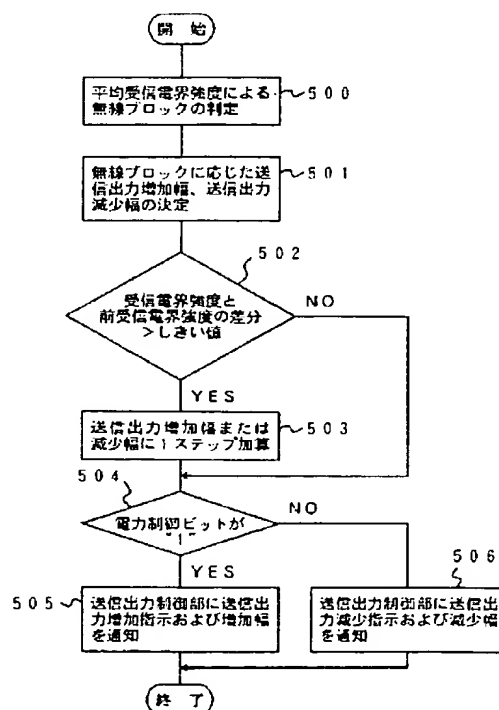 開始
平均受信電界強度による
無線ブロックの判定
500
無線ブロックに応じた送
信出力増加幅、送信出力
減少幅の決定
501
502
受信電界強度と
前受信電界強度の差分
>しきい値
NO
YES
送信出力増加幅または
減少幅に1ステップ加算
503
504
電力制御ビットが
"1"
NO
YES
505
送信出力制御部に送信出
力増加指示および増加幅
を通知
506
送信出力制御部に送信出
力減少指示および減少幅
を通知
終了